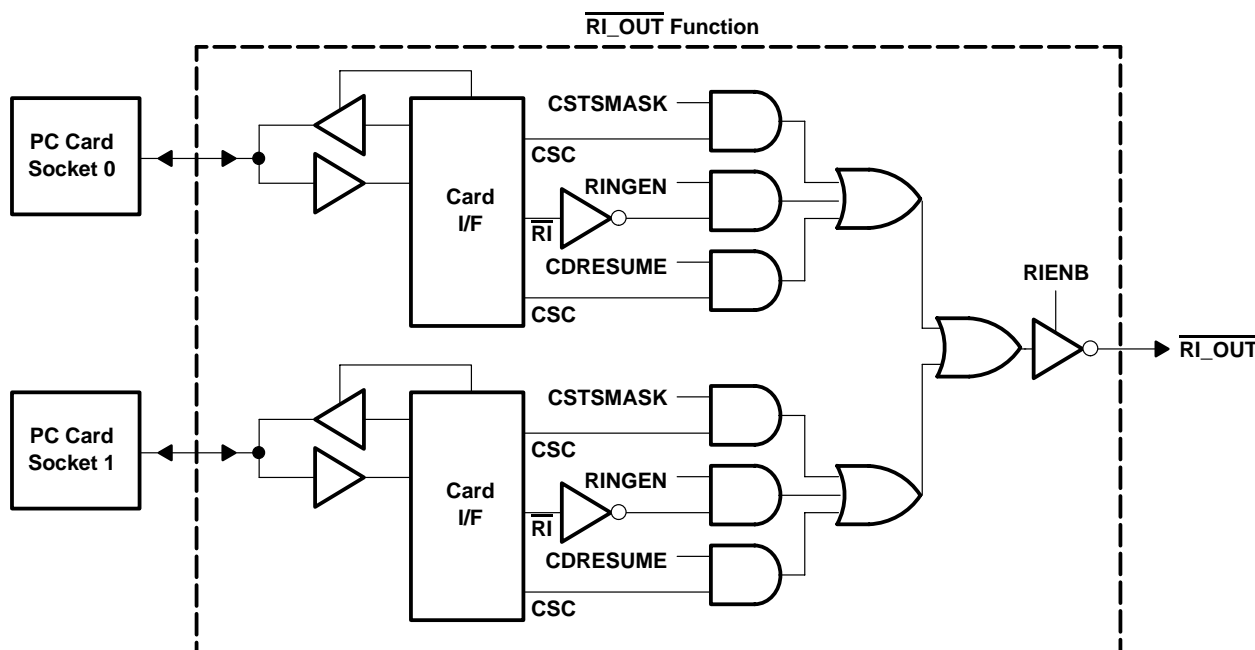 RI_OUT Function
PC Card
Socket 0
CSTSMASK
CSC
RINGEN
Card
I/F
RI
CDRESUME
CSC
RIENB
RI_OUT
PC Card
Socket 1
CSTSMASK
CSC
RINGEN
Card
I/F
RI
CDRESUME
CSC